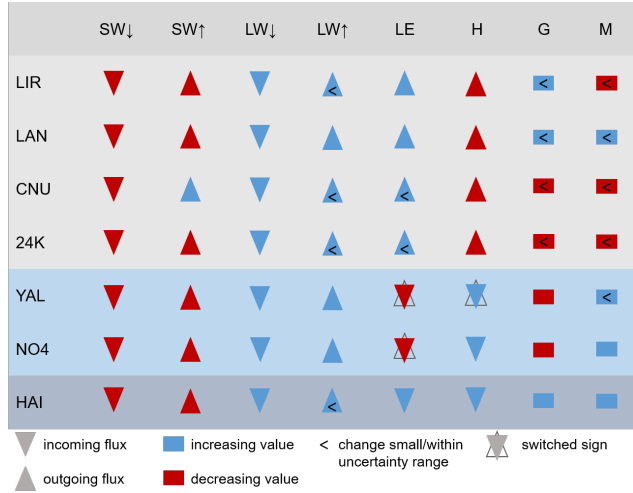 SW↓ SW↑ LW↓ LW↑ LE H G M
LIR < < <
LAN < <
CNU < < < <
24K < < < <
YAL <
NO4
HAI <
incoming flux increasing value < change small/within uncertainty range switched sign
outgoing flux decreasing value